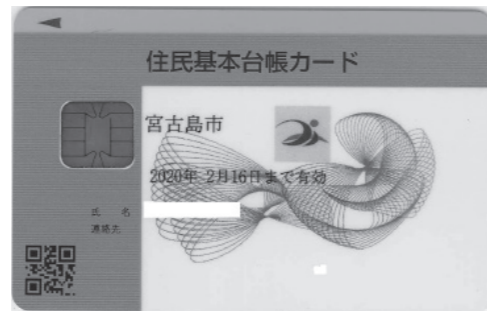 住民基本台帳カード
宮古島市
2020年 2月16日まで有効
氏 名
連絡先